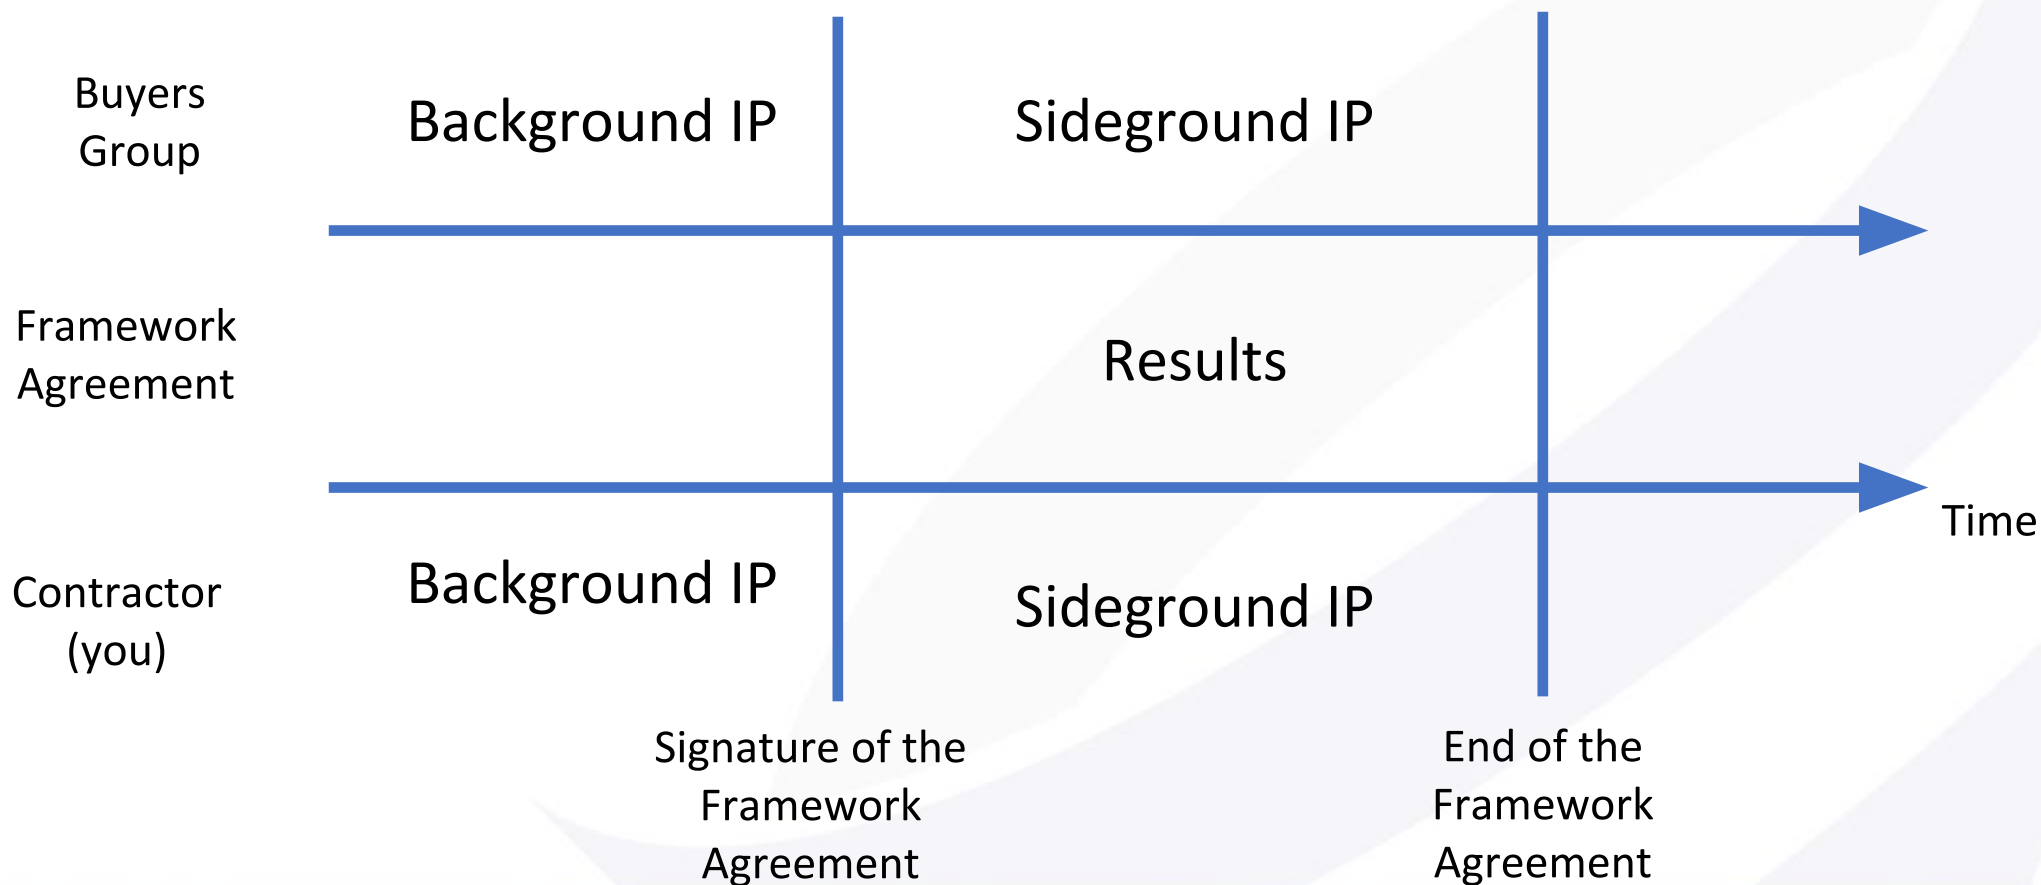 Buyers
Group
Background IP
Sideground IP
Framework
Agreement
Results
Time
Contractor
(you)
Background IP
Sideground IP
Signature of the
Framework
Agreement
End of the
Framework
Agreement